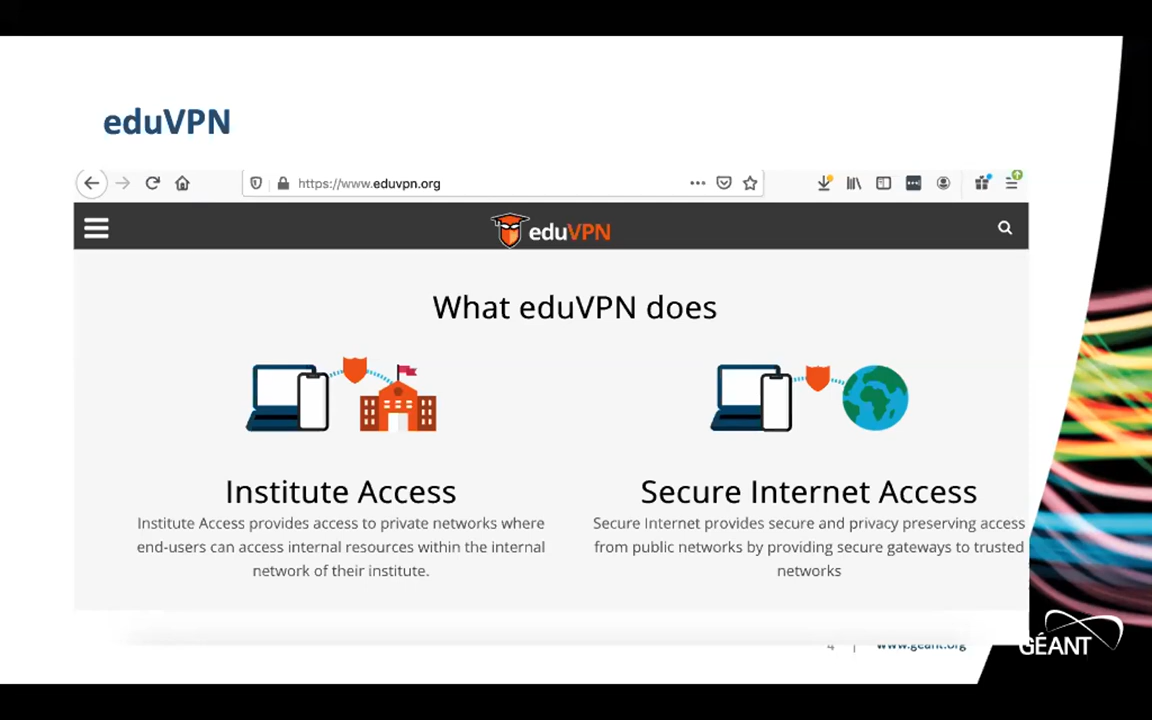 eduVPN
https://www.eduvpn.org
eduVPN
What eduVPN does
Institute Access
Institute Access provides access to private networks where
end-users can access internal resources within the internal
network of their institute.
Secure Internet Access
Secure Internet provides secure and privacy preserving access
from public networks by providing secure gateways to trusted
networks
4 | www.geant.org
GÉANT